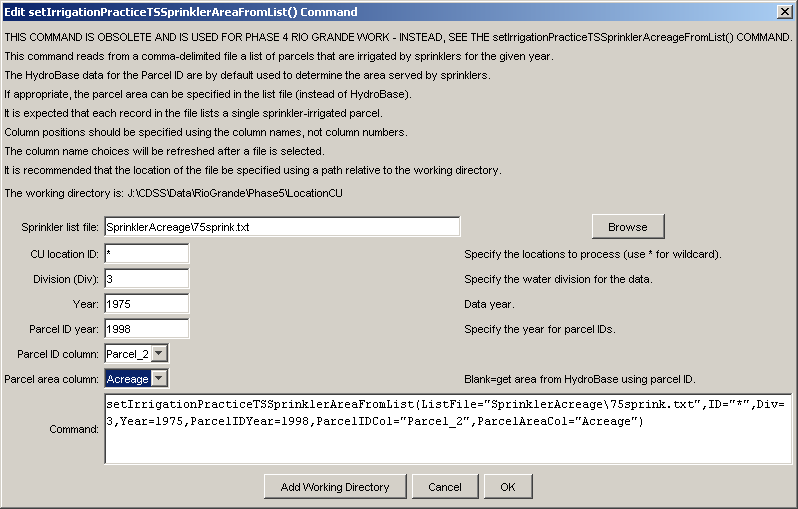 Edit setIrrigationPracticeTSSprinklerAreaFromList() Command
THIS COMMAND IS OBSOLETE AND IS USED FOR PHASE 4 RIO GRANDE WORK - INSTEAD, SEE THE setIrrigationPracticeTSSprinklerAcreageFromList() COMMAND.
This command reads from a comma-delimited file a list of parcels that are irrigated by sprinklers for the given year.
The HydroBase data for the Parcel ID are by default used to determine the area served by sprinklers.
If appropriate, the parcel area can be specified in the list file (instead of HydroBase).
It is expected that each record in the file lists a single sprinkler-irrigated parcel.
Column positions should be specified using the column names, not column numbers.
The column name choices will be refreshed after a file is selected.
It is recommended that the location of the file be specified using a path relative to the working directory.
The working directory is: J:\CDSS\Data\RioGrande\Phase5\LocationCU
Sprinkler list file: SprinklerAcreage\75sprink.txt Browse
CU location ID: * Specify the locations to process (use * for wildcard).
Division (Div): 3 Specify the water division for the data.
Year: 1975 Data year.
Parcel ID year: 1998 Specify the year for parcel IDs.
Parcel ID column: Parcel_2
Parcel area column: Acreage Blank=get area from HydroBase using parcel ID.
setIrrigationPracticeTSSprinklerAreaFromList(ListFile="SprinklerAcreage\75sprink.txt",ID="*",Div=
3,Year=1975,ParcelIDYear=1998,ParcelIDCol="Parcel_2",ParcelAreaCol="Acreage")
Command:
Add Working Directory Cancel OK